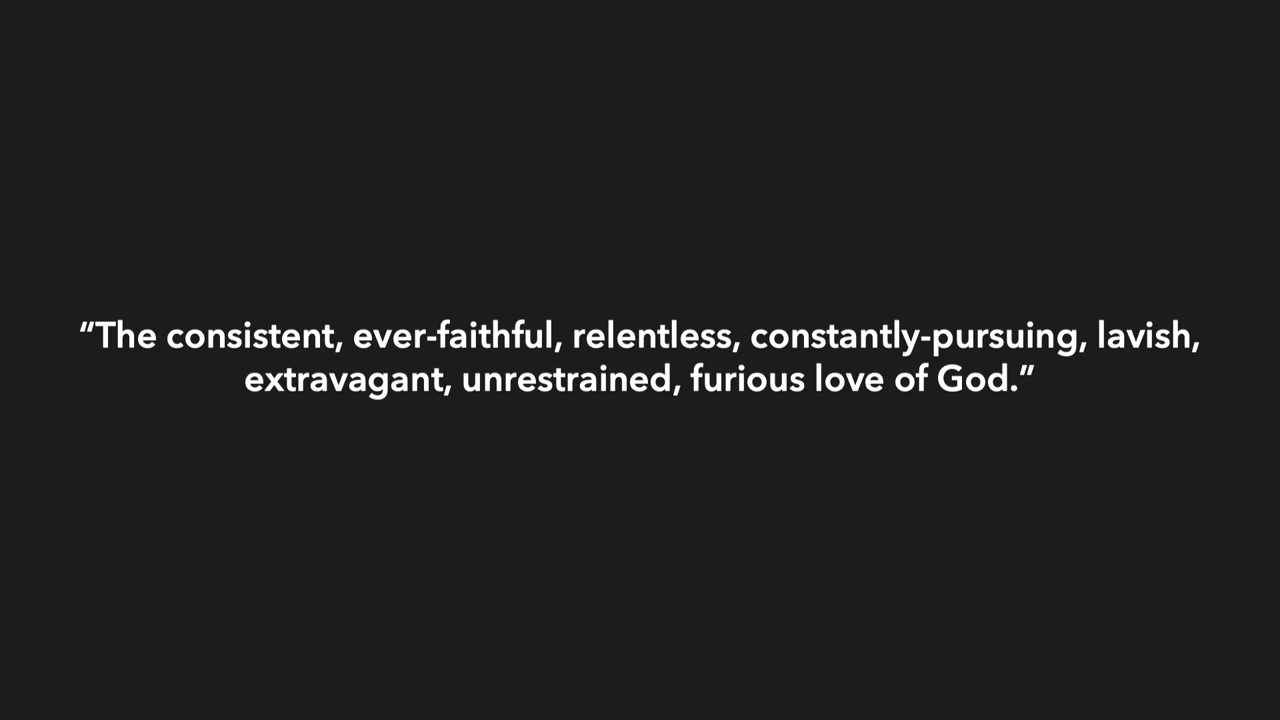 “The consistent, ever-faithful, relentless, constantly-pursuing, lavish,
extravagant, unrestrained, furious love of God.”